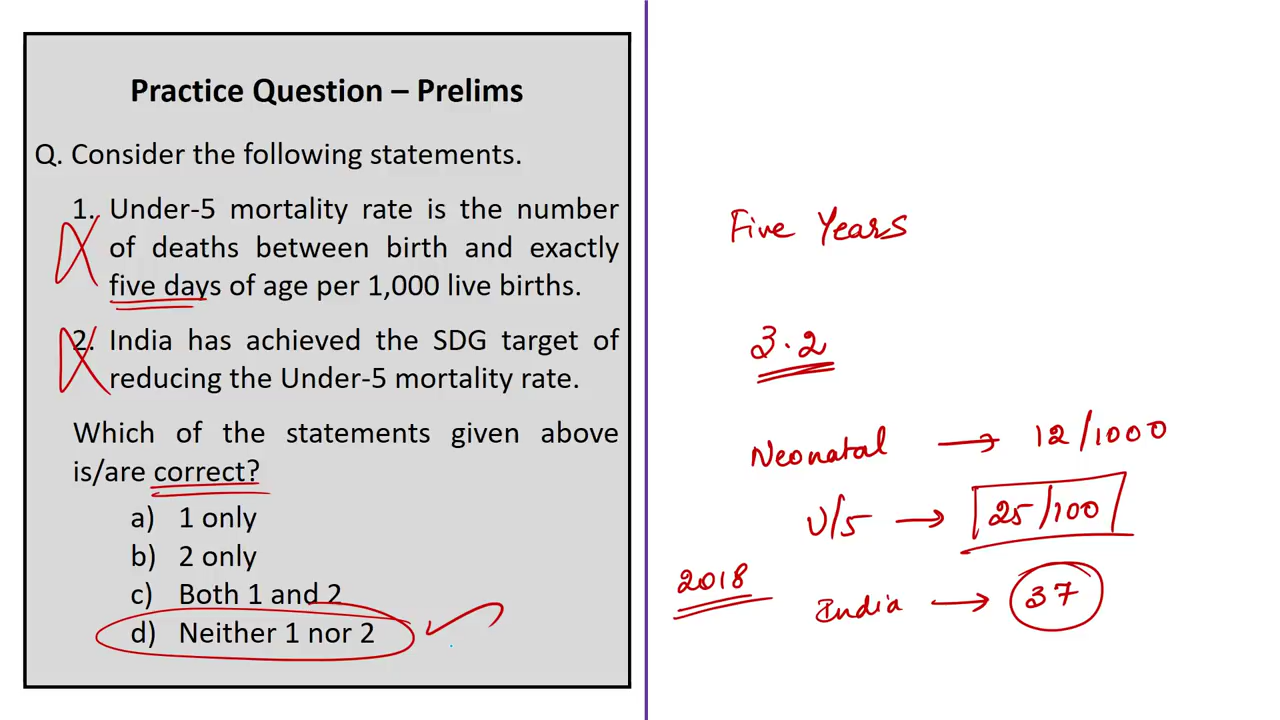 Practice Question – Prelims
Q. Consider the following statements.
1. Under-5 mortality rate is the number
of deaths between birth and exactly
five days of age per 1,000 live births.
2. India has achieved the SDG target of
reducing the Under-5 mortality rate.
Which of the statements given above
is/are correct?
a) 1 only
b) 2 only
c) Both 1 and 2
d) Neither 1 nor 2
Five Years
3.2
Neonatal → 12/1000
U/5 → 25/100
2018
India → 37